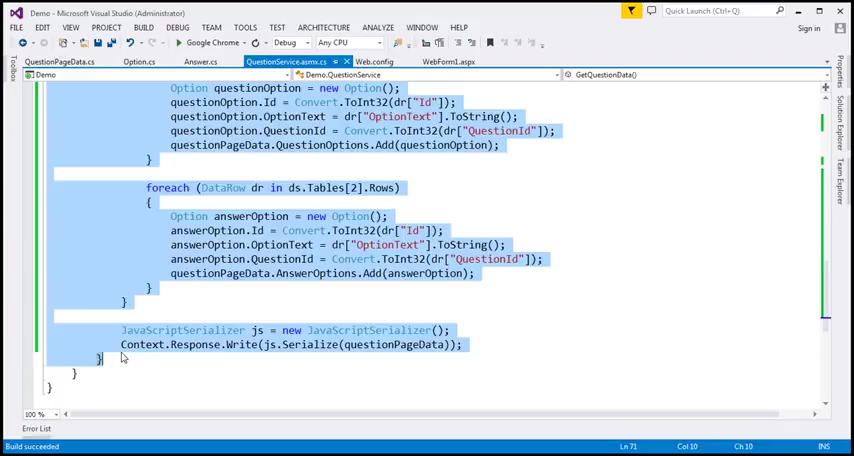 Demo - Microsoft Visual Studio (Administrator)
Quick Launch (Ctrl+Q)
FILE EDIT VIEW PROJECT BUILD DEBUG TEAM TOOLS TEST ARCHITECTURE ANALYZE WINDOW HELP
Sign in
Google Chrome Debug Any CPU
QuestionPageData.cs Option.cs Answer.cs QuestionService.asmx.cs Web.config WebForm1.aspx
Demo Demo.QuestionService GetQuestionData()
Toolbox
Option questionOption = new Option();
questionOption.Id = Convert.ToInt32(dr["Id"]);
questionOption.OptionText = dr["OptionText"].ToString();
questionOption.QuestionId = Convert.ToInt32(dr["QuestionId"]);
questionPageData.QuestionOptions.Add(questionOption);
}
foreach (DataRow dr in ds.Tables[2].Rows)
{
Option answerOption = new Option();
answerOption.Id = Convert.ToInt32(dr["Id"]);
answerOption.OptionText = dr["OptionText"].ToString();
answerOption.QuestionId = Convert.ToInt32(dr["QuestionId"]);
questionPageData.AnswerOptions.Add(answerOption);
}
}
JavaScriptSerializer js = new JavaScriptSerializer();
Context.Response.Write(js.Serialize(questionPageData));
}
}
}
Properties
Solution Explorer
Team Explorer
100 %
Error List
Build succeeded Ln 71 Col 10 Ch 10 INS